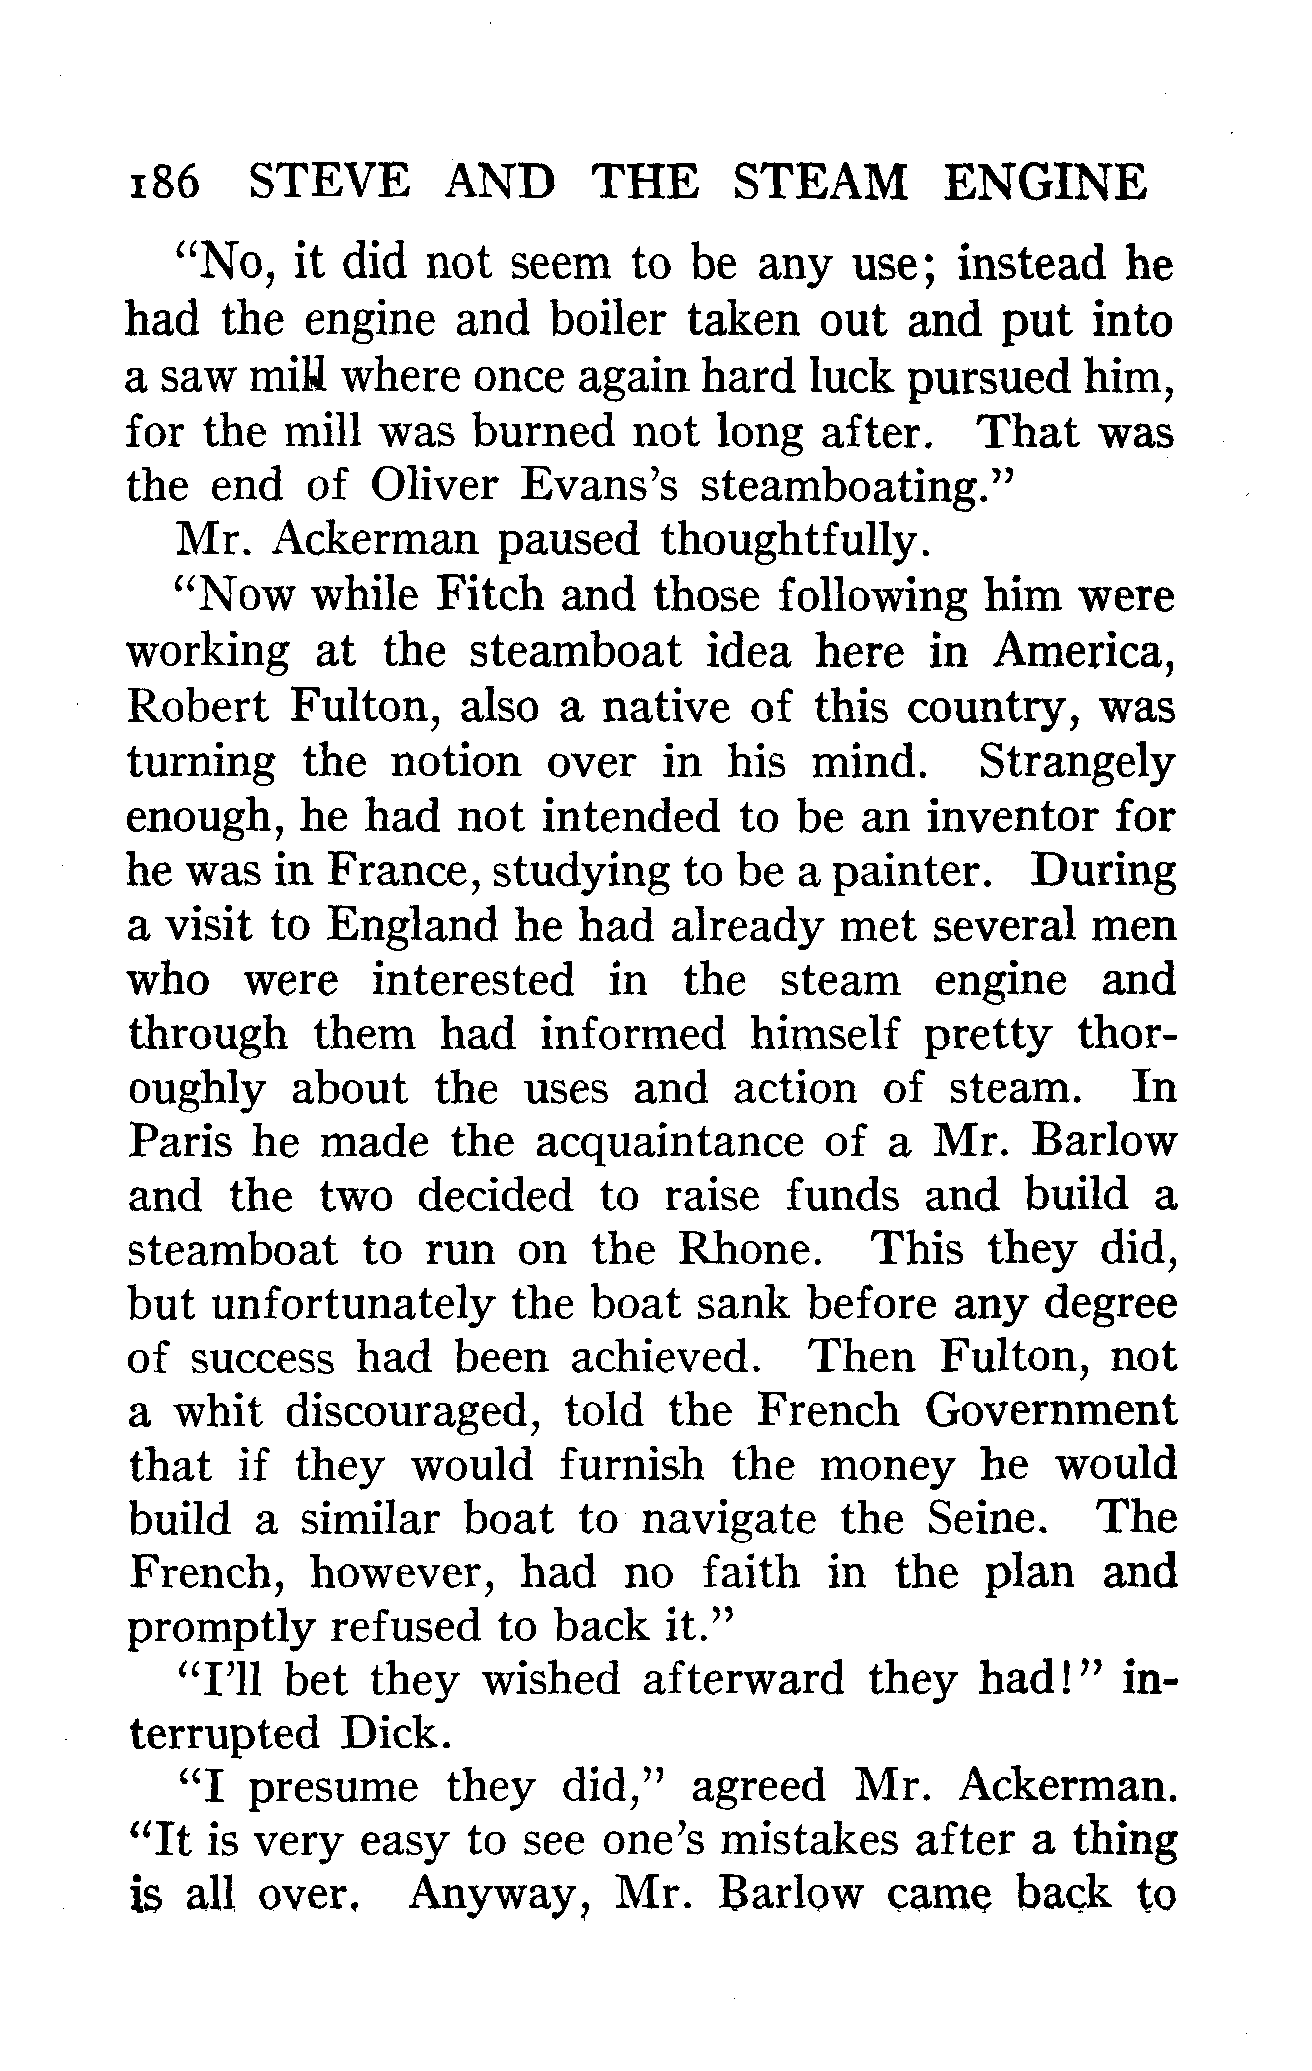 186 STEVE AND THE STEAM ENGINE
"No, it did not seem to be any use; instead he
had the engine and boiler taken out and put into
a saw mill where once again hard luck pursued him,
for the mill was burned not long after. That was
the end of Oliver Evans's steamboating."
Mr. Ackerman paused thoughtfully.
"Now while Fitch and those following him were
working at the steamboat idea here in America,
Robert Fulton, also a native of this country, was
turning the notion over in his mind. Strangely
enough, he had not intended to be an inventor for
he was in France, studying to be a painter. During
a visit to England he had already met several men
who were interested in the steam engine and
through them had informed himself pretty thor-
oughly about the uses and action of steam. In
Paris he made the acquaintance of a Mr. Barlow
and the two decided to raise funds and build a
steamboat to run on the Rhone. This they did,
but unfortunately the boat sank before any degree
of success had been achieved. Then Fulton, not
a whit discouraged, told the French Government
that if they would furnish the money he would
build a similar boat to navigate the Seine. The
French, however, had no faith in the plan and
promptly refused to back it."
"I'll bet they wished afterward they had!" in-
terrupted Dick.
"I presume they did," agreed Mr. Ackerman.
"It is very easy to see one's mistakes after a thing
is all over. Anyway, Mr. Barlow came back to